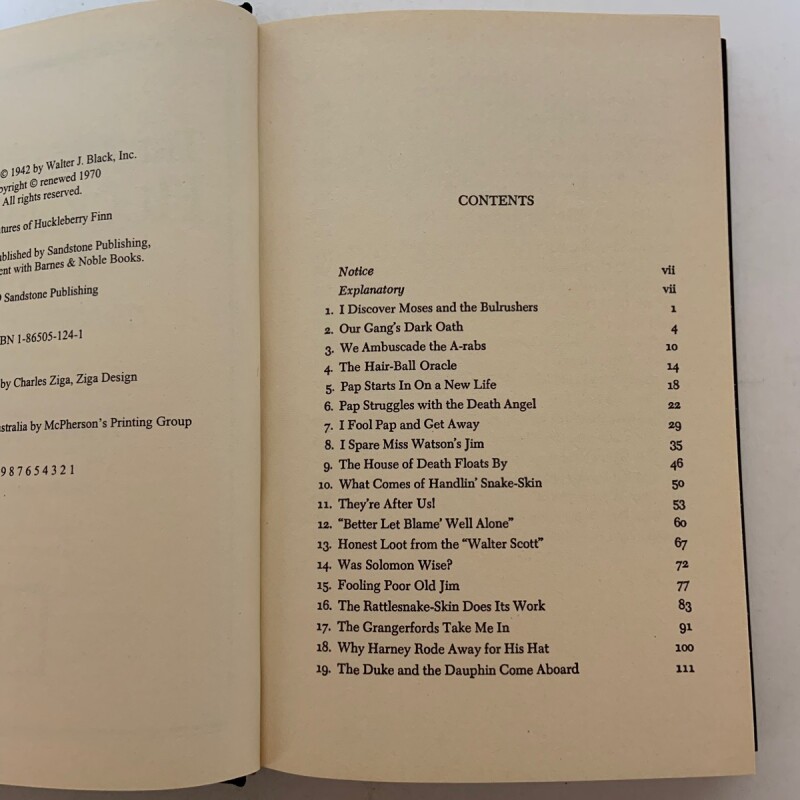 © 1942 by Walter J. Black, Inc.
© renewed 1970
All rights reserved.
of Huckleberry Finn
by Sandstone Publishing,
with Barnes & Noble Books.
Sandstone Publishing
1-86505-124-1
by Charles Ziga, Ziga Design
by McPherson's Printing Group
9 8 7 6 5 4 3 2 1
CONTENTS
Notice vii
Explanatory vii
1. I Discover Moses and the Bulrushers 1
2. Our Gang's Dark Oath 4
3. We Ambuscade the A-rabs 10
4. The Hair-Ball Oracle 14
5. Pap Starts In on a New Life 18
6. Pap Struggles with the Death Angel 22
7. I Fool Pap and Get Away 29
8. I Spare Miss Watson's Jim 35
9. The House of Death Floats By 46
10. What Comes of Handlin' Snake-Skin 50
11. They're After Us! 53
12. "Better Let Blame' Well Alone" 60
13. Honest Loot from the "Walter Scott" 67
14. Was Solomon Wise? 72
15. Fooling Poor Old Jim 77
16. The Rattlesnake-Skin Does Its Work 83
17. The Grangerfords Take Me In 91
18. Why Harney Rode Away for His Hat 100
19. The Duke and the Dauphin Come Aboard 111